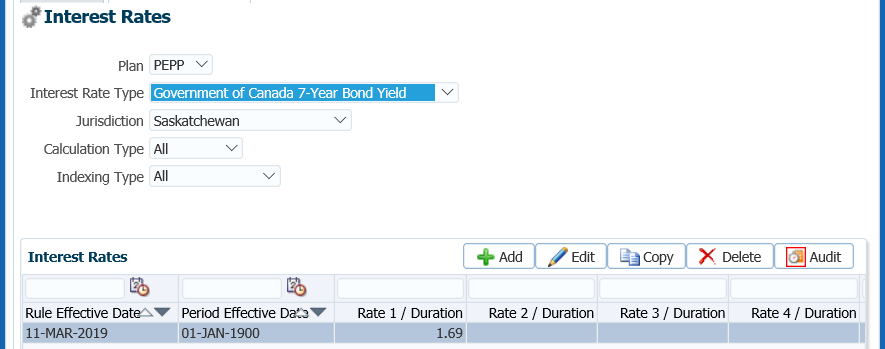 Interest Rates
Plan PEPP
Interest Rate Type Government of Canada 7-Year Bond Yield
Jurisdiction Saskatchewan
Calculation Type All
Indexing Type All
Interest Rates Add Edit Copy Delete Audit
Rule Effective Date Period Effective Date Rate 1 / Duration Rate 2 / Duration Rate 3 / Duration Rate 4 / Duration
11-MAR-2019 01-JAN-1900 1.69